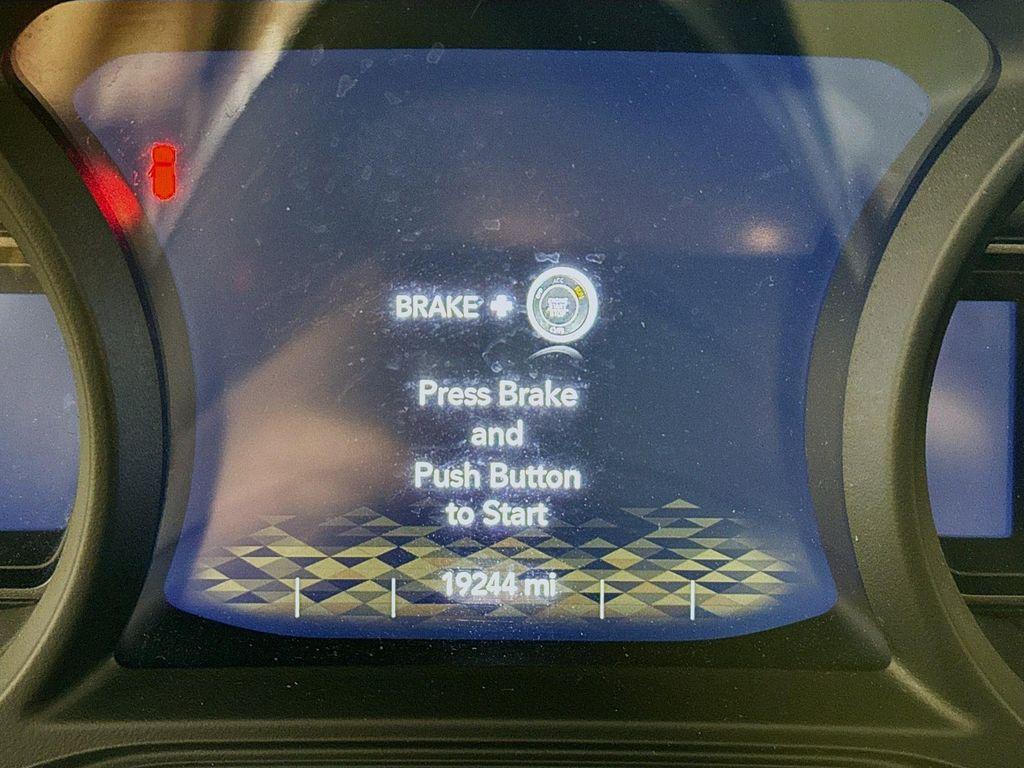 BRAKE +
Press Brake
and
Push Button
to Start
19244 mi